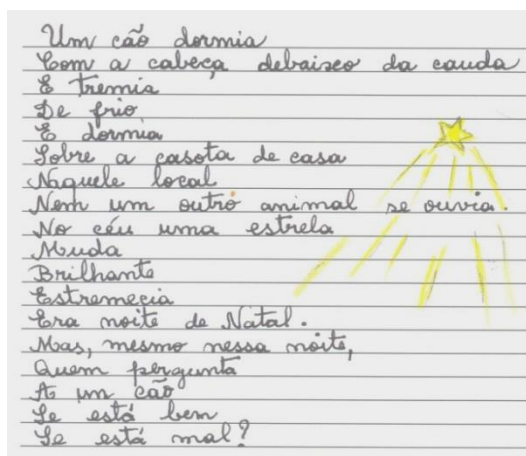 Um cão dormia
Com a cabeça debaixo da cauda
E tremia
De frio
E dormia
Sobre a casota de casa
Naquele local
Nem um outro animal se ouvia.
No céu uma estrela
Muda
Brilhante
Estremecia
Era noite de Natal.
Mas, mesmo nessa noite,
Quem pergunta
A um cão
Se está bem
Se está mal?